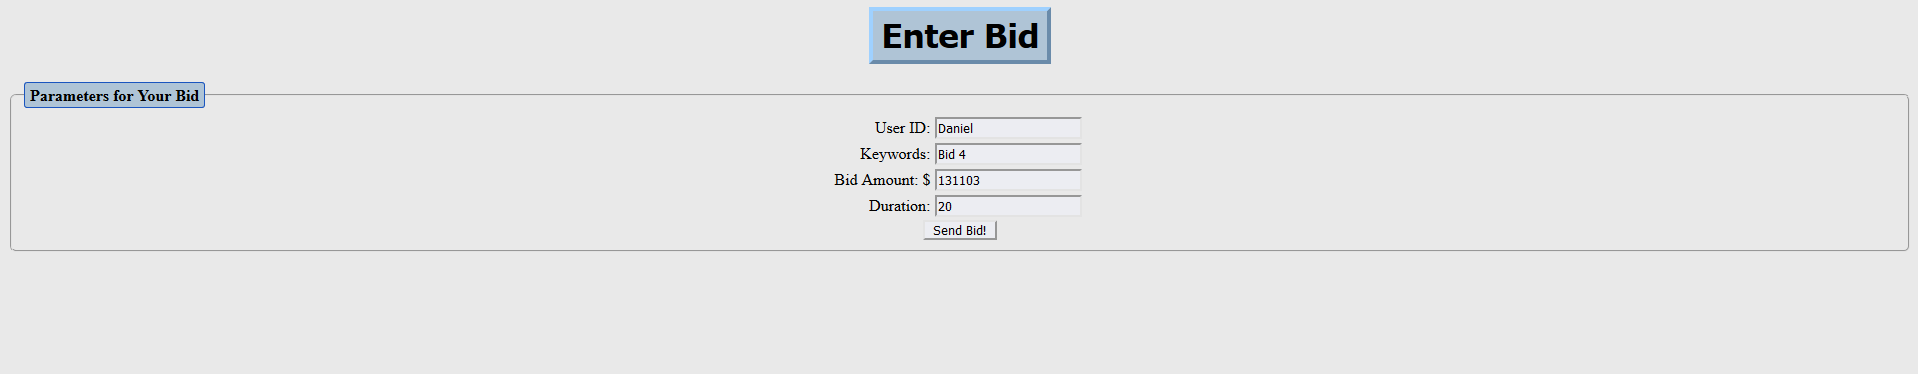 Enter Bid
Parameters for Your Bid
User ID: Daniel
Keywords: Bid 4
Bid Amount: $ 131103
Duration: 20
Send Bid!